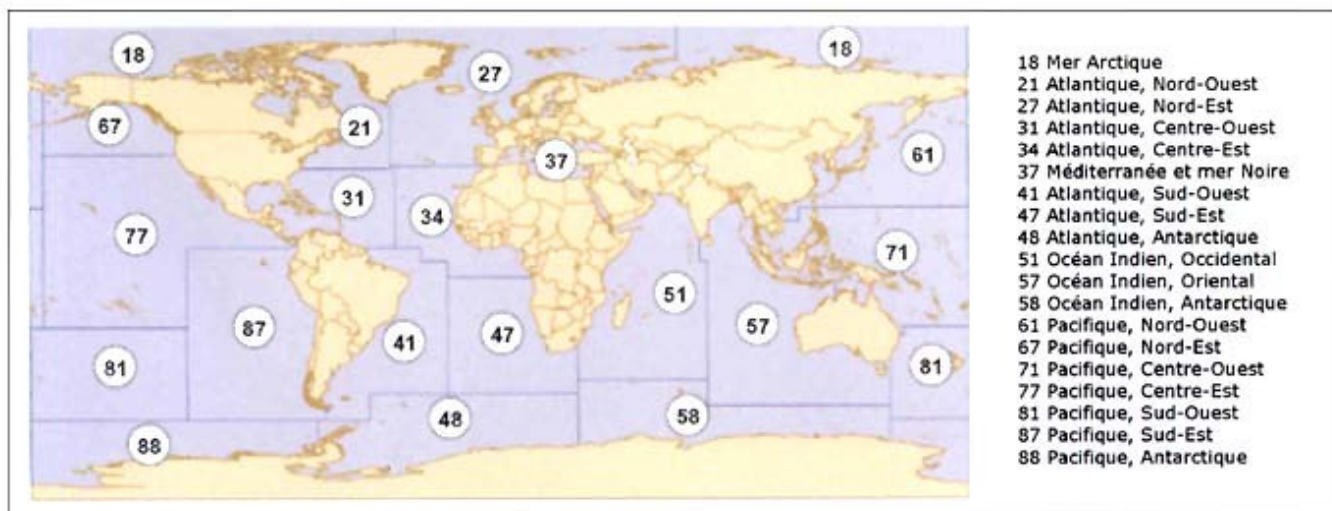 18
18
27
67
21
37
61
31
34
77
71
51
87
57
47
41
81
81
48
58
88
18 Mer Arctique
21 Atlantique, Nord-Ouest
27 Atlantique, Nord-Est
31 Atlantique, Centre-Ouest
34 Atlantique, Centre-Est
37 Méditerranée et mer Noire
41 Atlantique, Sud-Ouest
47 Atlantique, Sud-Est
48 Atlantique, Antarctique
51 Océan Indien, Occidental
57 Océan Indien, Oriental
58 Océan Indien, Antarctique
61 Pacifique, Nord-Ouest
67 Pacifique, Nord-Est
71 Pacifique, Centre-Ouest
77 Pacifique, Centre-Est
81 Pacifique, Sud-Ouest
87 Pacifique, Sud-Est
88 Pacifique, Antarctique